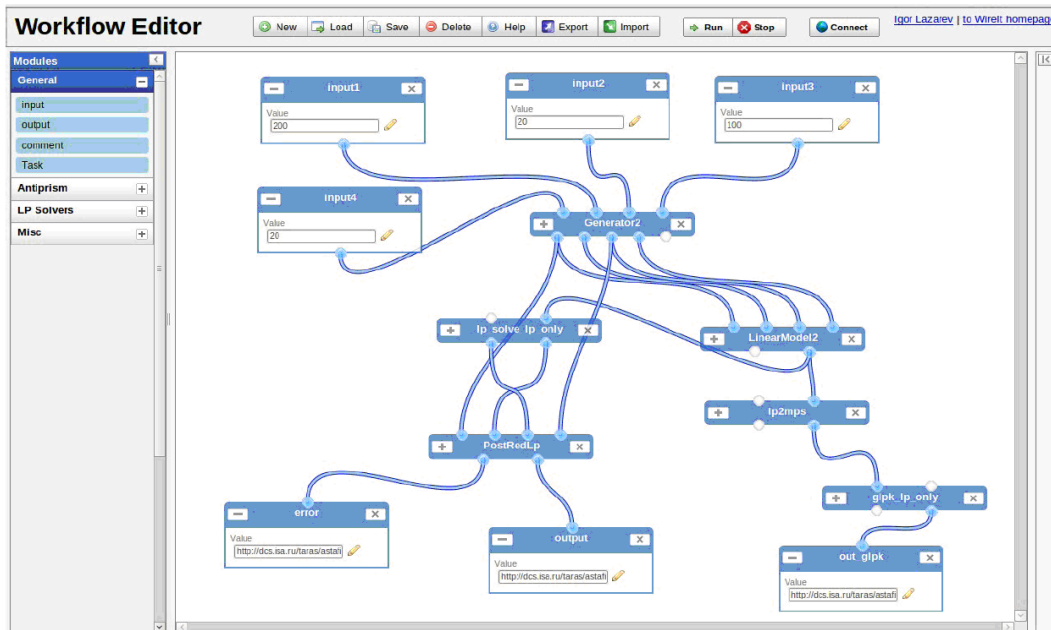 Workflow Editor
New Load Save Delete Help Export Import Run Stop Connect
Igor Lazarev | to WireIt homepage
Modules
General
input
output
comment
Task
Antiprism
LP Solvers
Misc
input1
Value
200
input2
Value
20
input3
Value
100
input4
Value
20
Generator2
lp_solve_lp_only
LinearModel2
lp2mps
PostRedLp
glpk_lp_only
error
Value
http://dcs.isa.ru/taras/astafi
output
Value
http://dcs.isa.ru/taras/astafi
out_glpk
Value
http://dcs.isa.ru/taras/astafi